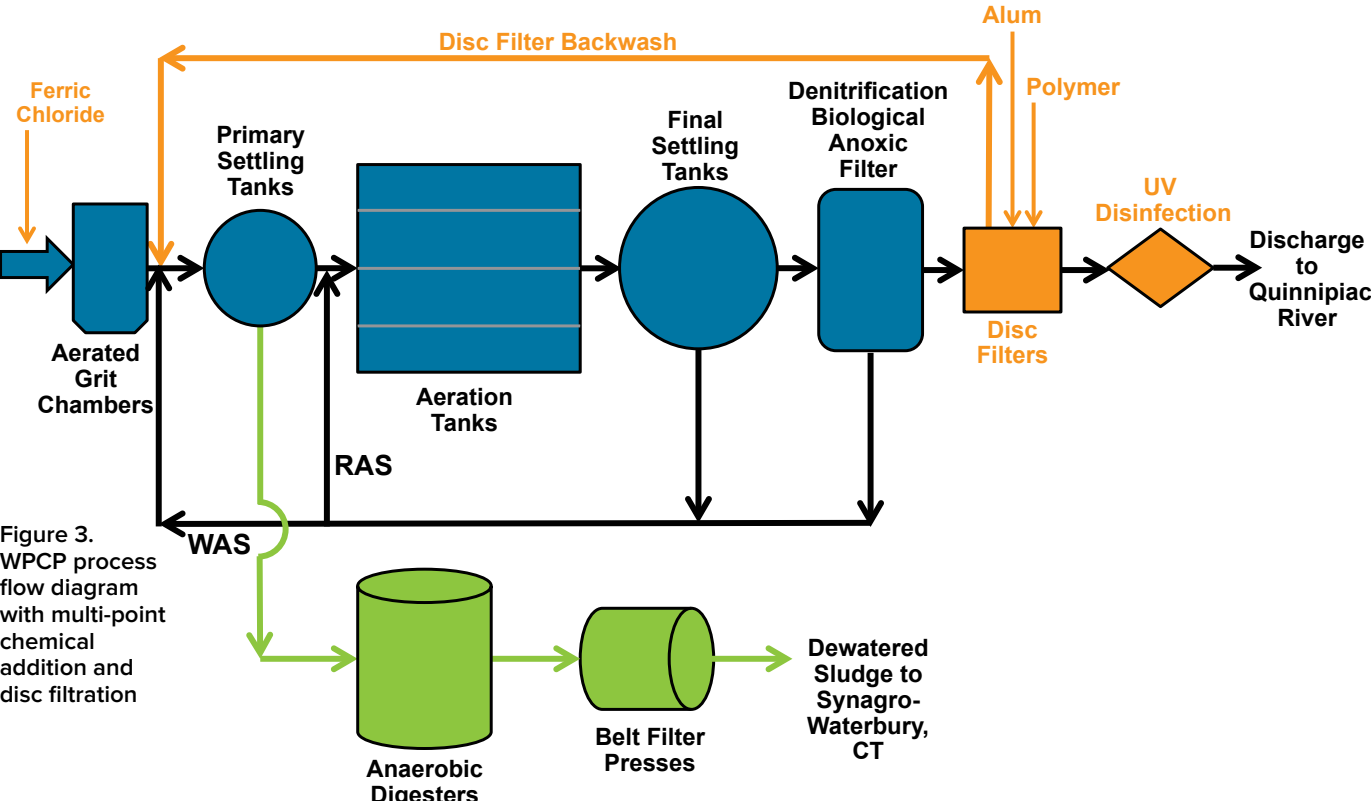 Alum
Disc Filter Backwash
Polymer
Ferric
Chloride
Denitrification
Biological
Anoxic
Filter
Final
Settling
Tanks
Primary
Settling
Tanks
UV
Disinfection
Discharge
to
Quinnipiac
River
Disc
Filters
Aerated
Grit
Chambers
Aeration
Tanks
RAS
WAS
Figure 3.
WPCP process
flow diagram
with multi-point
chemical
addition and
disc filtration
Dewatered
Sludge to
Synagro-
Waterbury,
CT
Belt Filter
Presses
Anaerobic
Digesters